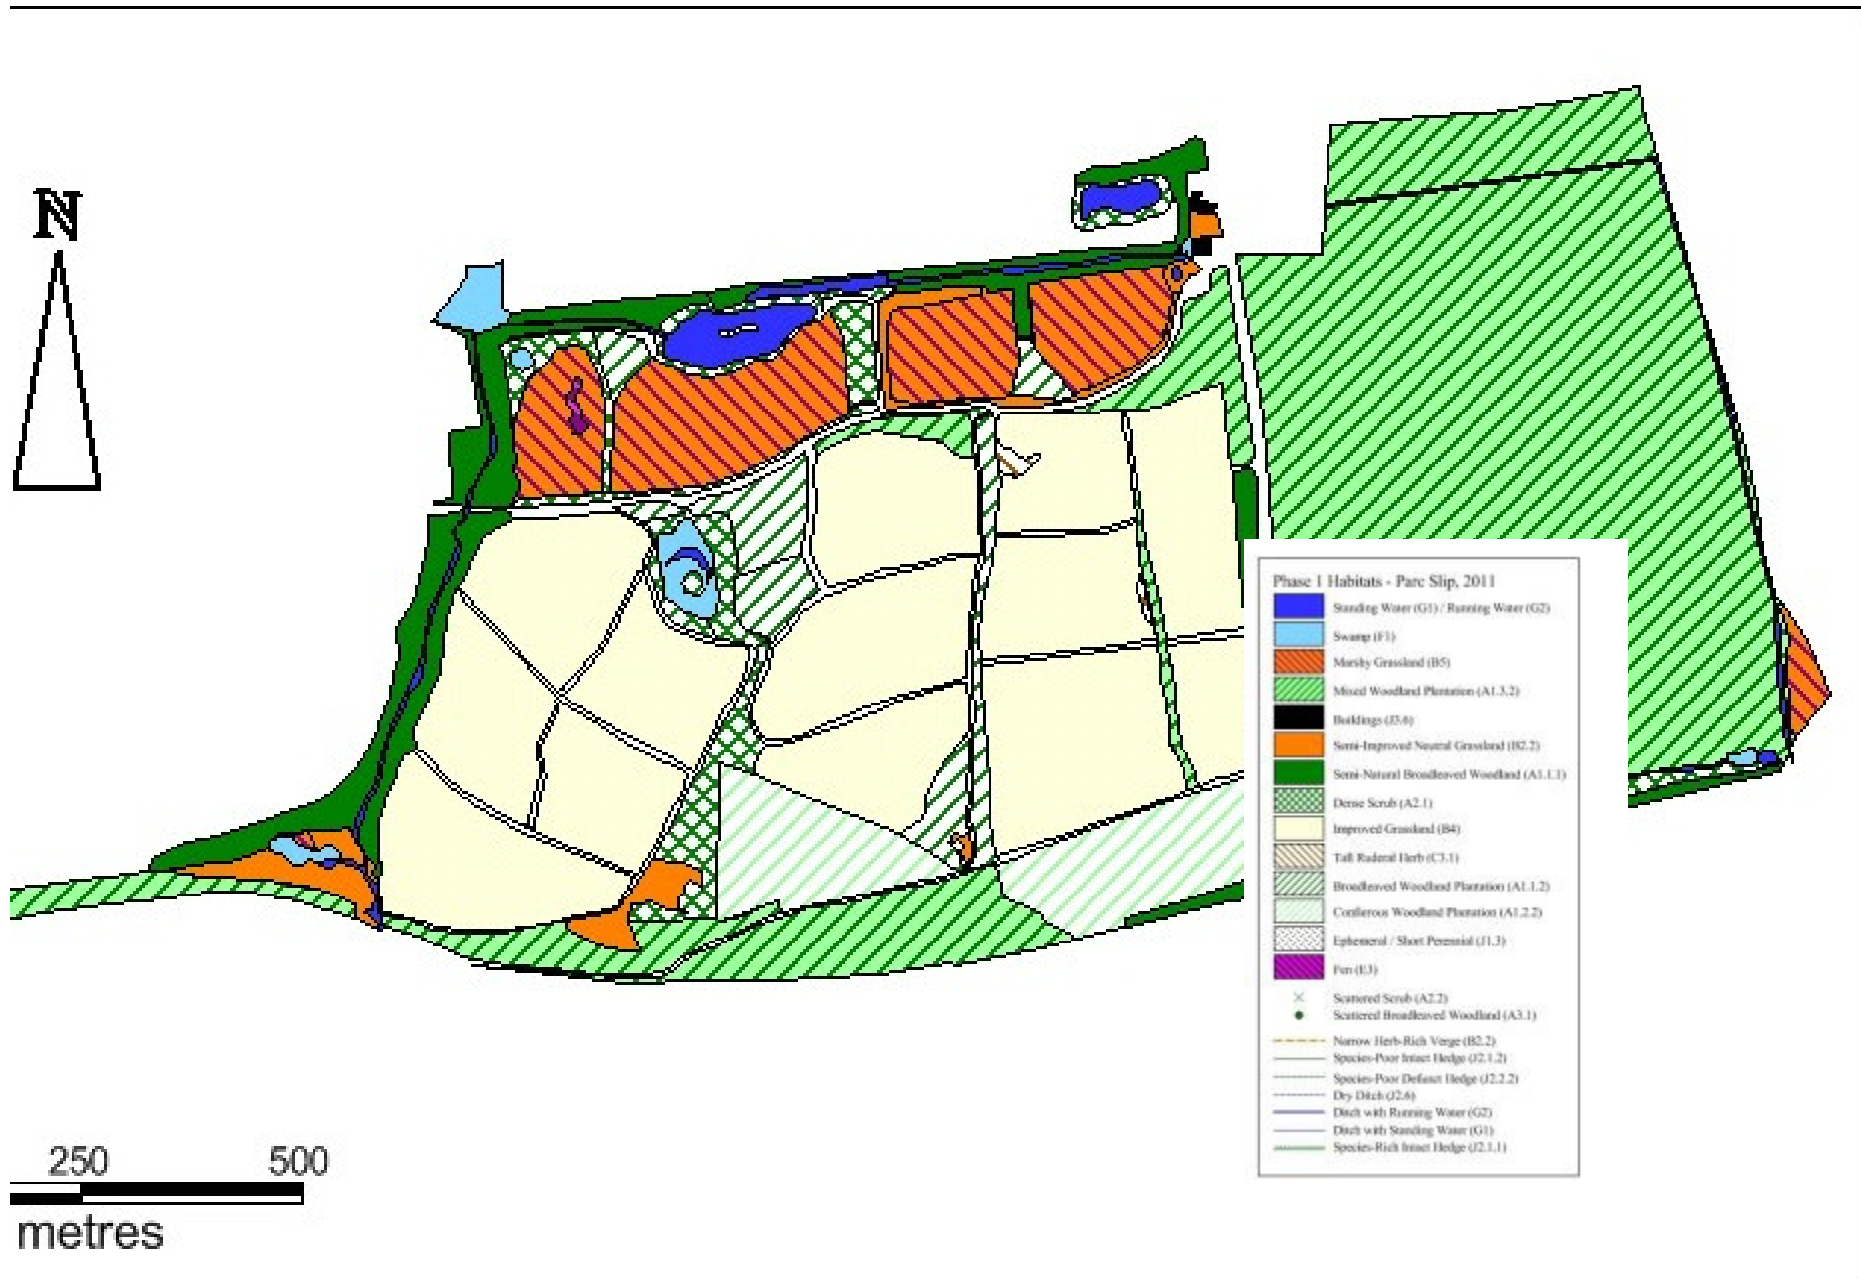 N
Phase 1 Habitats - Parc Slip, 2011
Standing Water (G1) / Running Water (G2)
Swamp (F1)
Marshy Grassland (B5)
Mixed Woodland Plantation (A1.3.2)
Buildings (J3.6)
Semi-Improved Neutral Grassland (B2.2)
Semi-Natural Broadleaved Woodland (A1.1.1)
Dense Scrub (A2.1)
Improved Grassland (B4)
Tall Ruderal Herb (C3.1)
Broadleaved Woodland Plantation (A1.1.2)
Coniferous Woodland Plantation (A1.2.2)
Ephemeral / Short Perennial (J1.3)
Fen (E3)
Scattered Scrub (A2.2)
Scattered Broadleaved Woodland (A3.1)
Narrow Herb-Rich Verge (B2.2)
Species-Poor Intact Hedge (J2.1.2)
Species-Poor Defunct Hedge (J2.2.2)
Dry Ditch (J2.6)
Ditch with Running Water (G2)
Ditch with Standing Water (G1)
Species-Rich Intact Hedge (J2.1.1)
250 500
metres